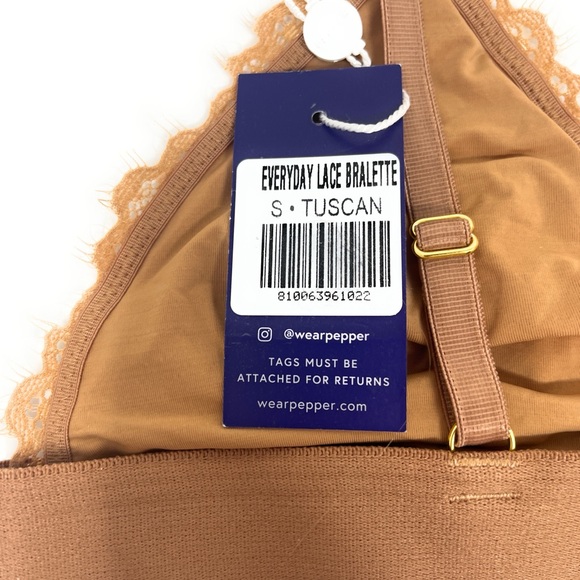 EVERYDAY LACE BRALETTE
S • TUSCAN
810063961022
@wearpepper
TAGS MUST BE
ATTACHED FOR RETURNS
wearpepper.com